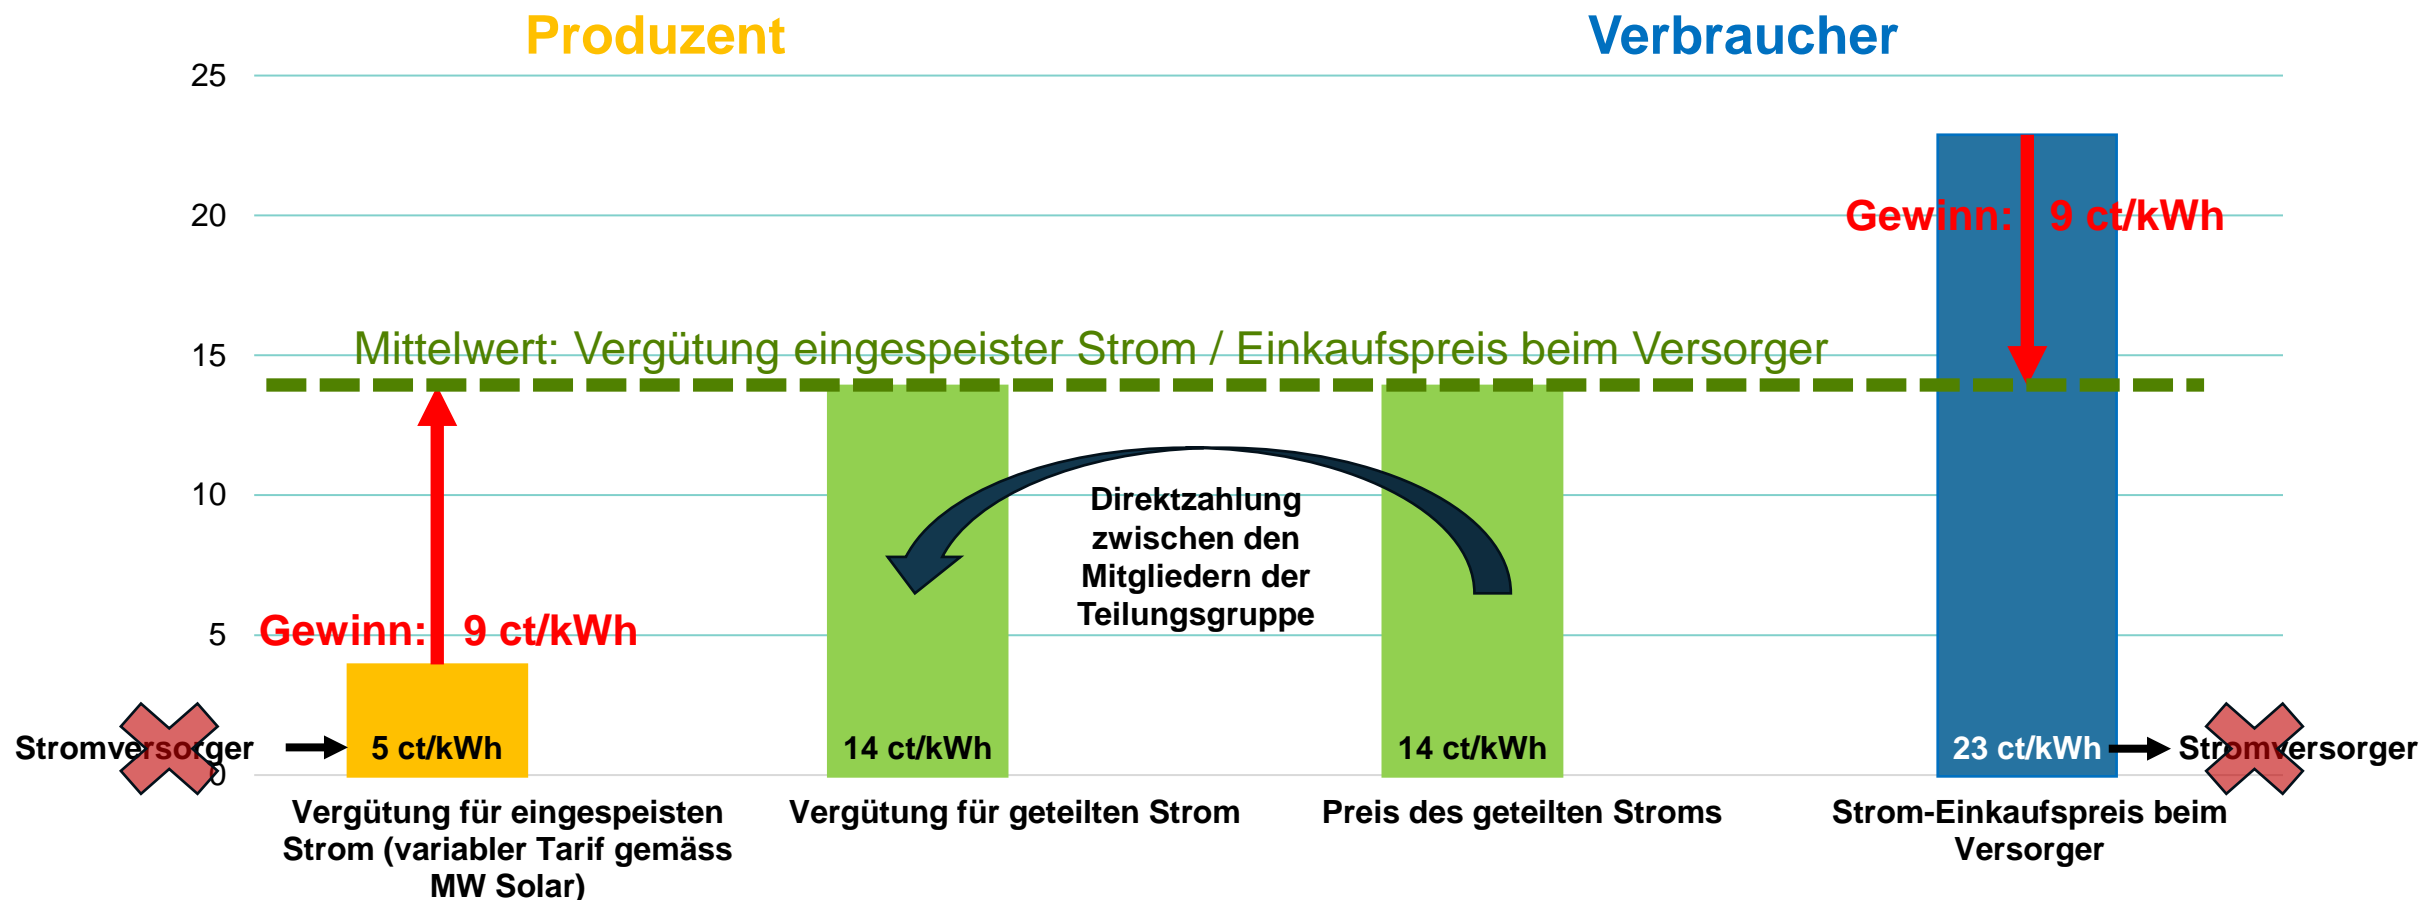 Produzent
Verbraucher
25
20
Gewinn: 9 ct/kWh
Mittelwert: Vergütung eingespeister Strom / Einkaufspreis beim Versorger
15
10
Direktzahlung
zwischen den
Mitgliedern der
Teilungsgruppe
5
Gewinn: 9 ct/kWh
Stromversorger
5 ct/kWh
14 ct/kWh
14 ct/kWh
23 ct/kWh
Stromversorger
0
Vergütung für eingespeisten
Strom (variabler Tarif gemäss
MW Solar)
Vergütung für geteilten Strom
Preis des geteilten Stroms
Strom-Einkaufspreis beim
Versorger